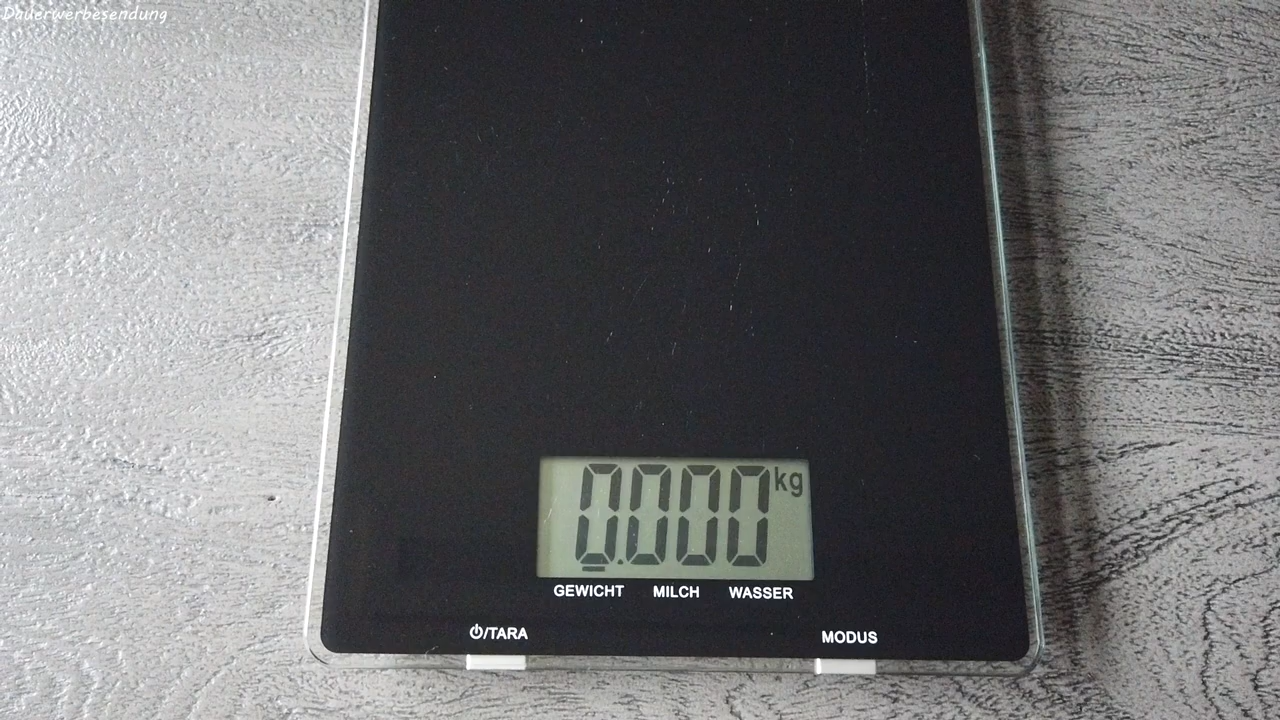 Dauerwerbesendung
0.000 kg
GEWICHT MILCH WASSER
⏻/TARA MODUS